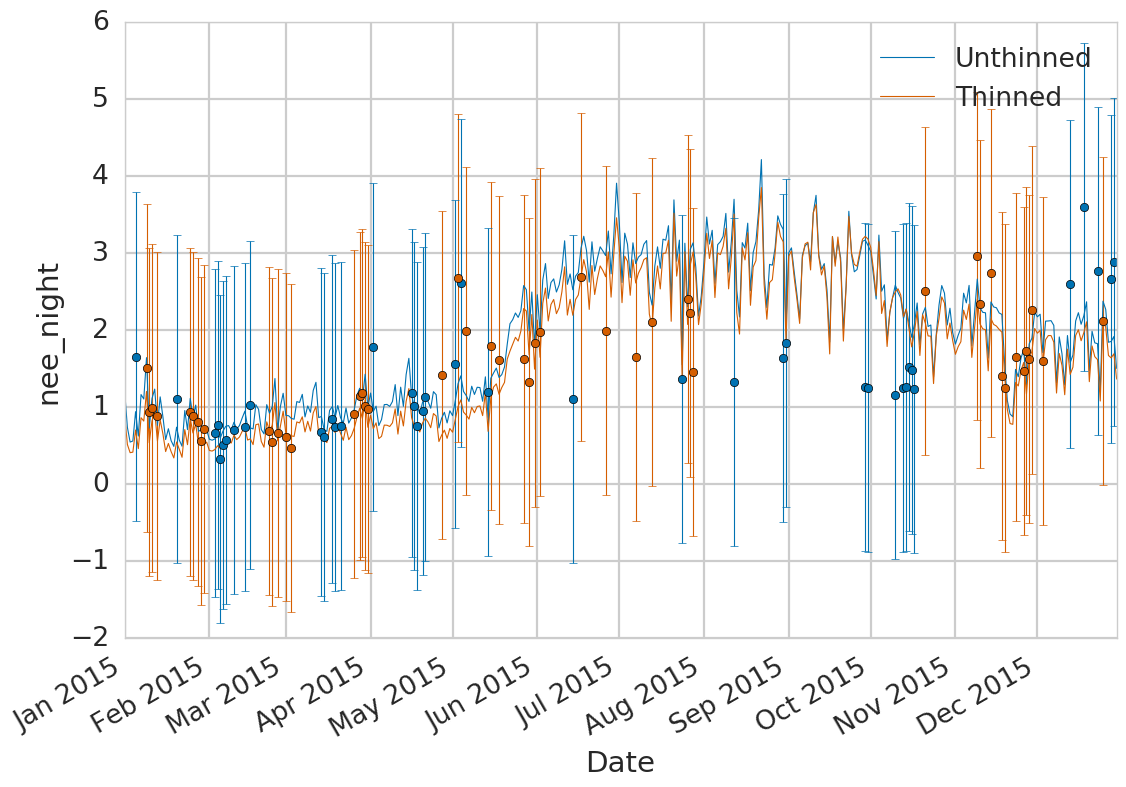 6
5
4
3
2
1
0
−1
−2
nee_night
Unthinned
Thinned
Jan 2015
Feb 2015
Mar 2015
Apr 2015
May 2015
Jun 2015
Jul 2015
Aug 2015
Sep 2015
Oct 2015
Nov 2015
Dec 2015
Date